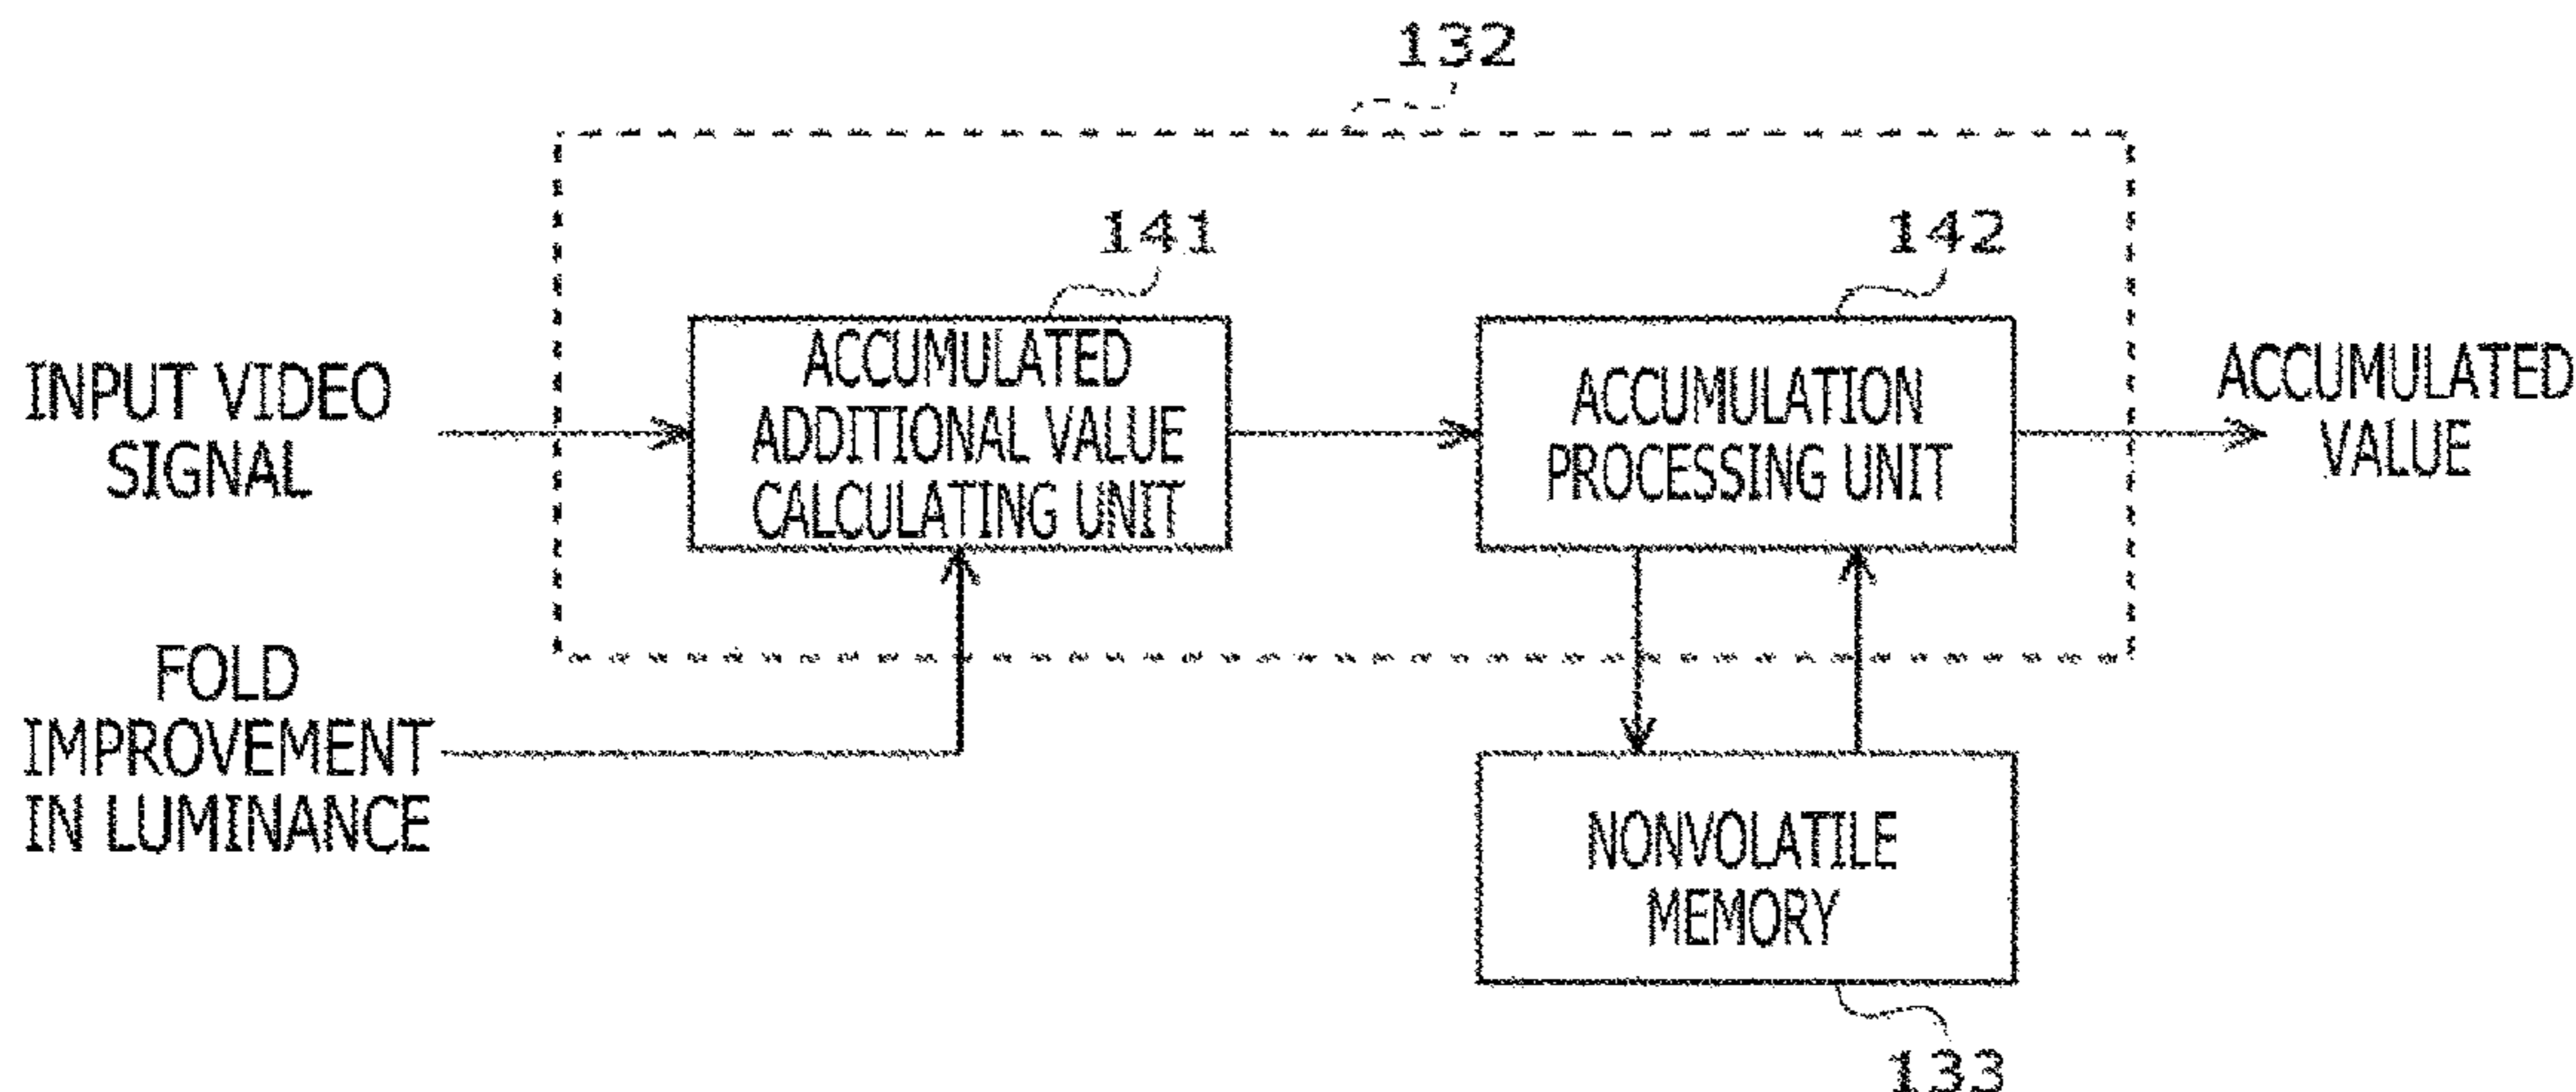 132
141
142
INPUT VIDEO
SIGNAL
ACCUMULATED
ADDITIONAL VALUE
CALCULATING UNIT
ACCUMULATION
PROCESSING UNIT
ACCUMULATED
VALUE
FOLD
IMPROVEMENT
IN LUMINANCE
NONVOLATILE
MEMORY
133